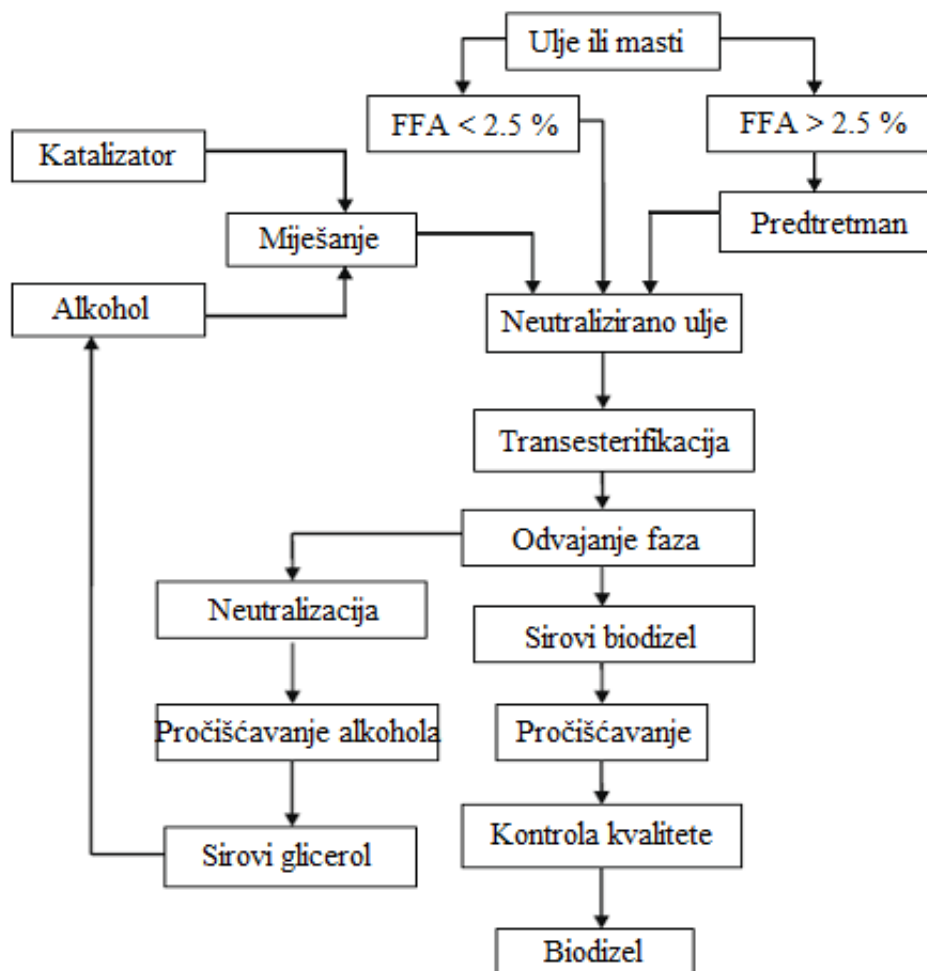 Ulje ili masti
FFA < 2.5 %
FFA > 2.5 %
Katalizator
Miješanje
Predtretman
Alkohol
Neutralizirano ulje
Transesterifikacija
Odvajanje faza
Neutralizacija
Sirovi biodizel
Pročišćavanje alkohola
Pročišćavanje
Kontrola kvalitete
Sirovi glicerol
Biodizel